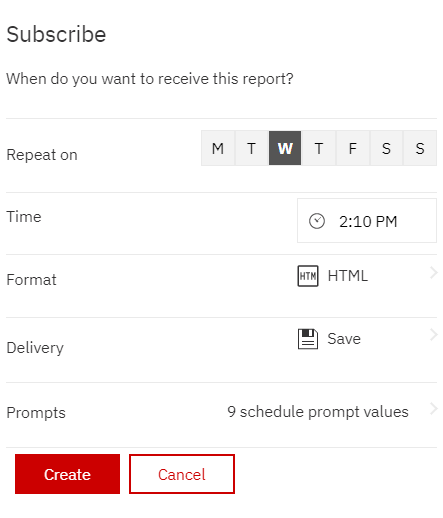 Subscribe
When do you want to receive this report?
Repeat on M T W T F S S
Time 2:10 PM
Format HTM HTML
Delivery Save
Prompts 9 schedule prompt values
Create Cancel